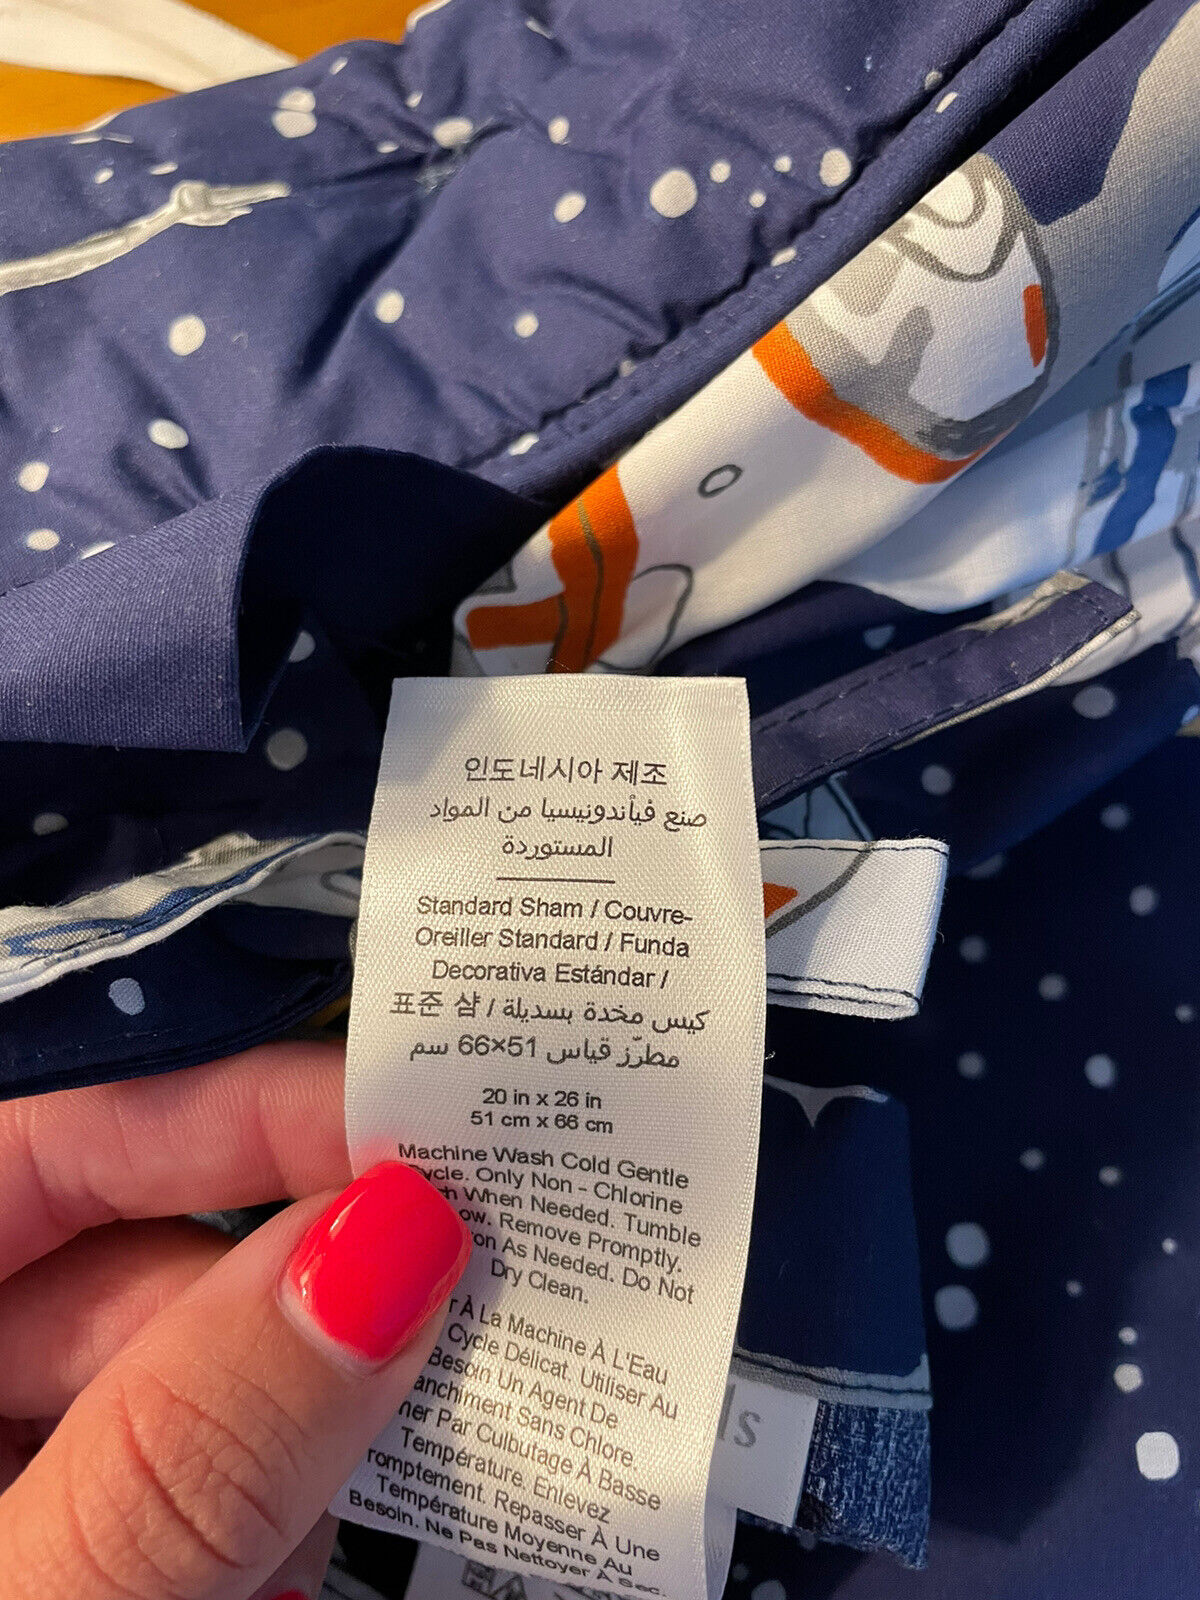 인도네시아 제조
صنع فيأندونيسيا من المواد
المستوردة
Standard Sham / Couvre-
Oreiller Standard / Funda
Decorativa Estándar /
표준 샴 / كيس مخدة بسديلة
مطرّز قياس 51×66 سم
20 in x 26 in
51 cm x 66 cm
Machine Wash Cold Gentle
Cycle. Only Non - Chlorine
When Needed. Tumble
Remove Promptly.
As Needed. Do Not
Dry Clean.
À La Machine À L'Eau
Cycle Délicat. Utiliser Au
Besoin Un Agent De
Sans Chlore.
Par Culbutage À Basse
Température. Enlevez
Repasser À Une
Température Moyenne Au
Besoin. Ne Pas Nettoyer À Sec.
ls